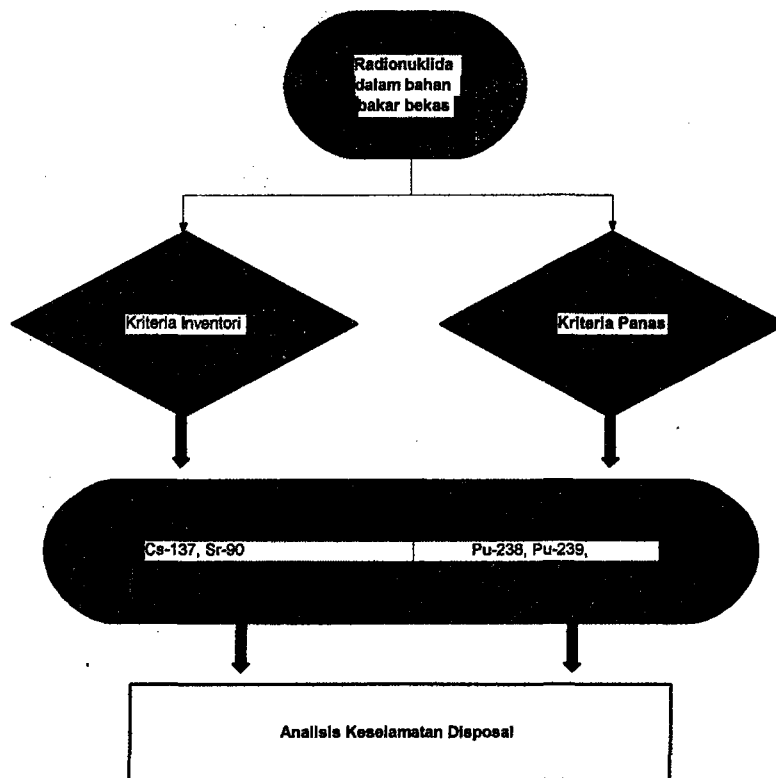 Radionuklida
dalam bahan
bakar bekas
Kriteria Inventori
Kriteria Panas
Cs-137, Sr-90
Pu-238, Pu-239,
Analisis Keselamatan Disposal